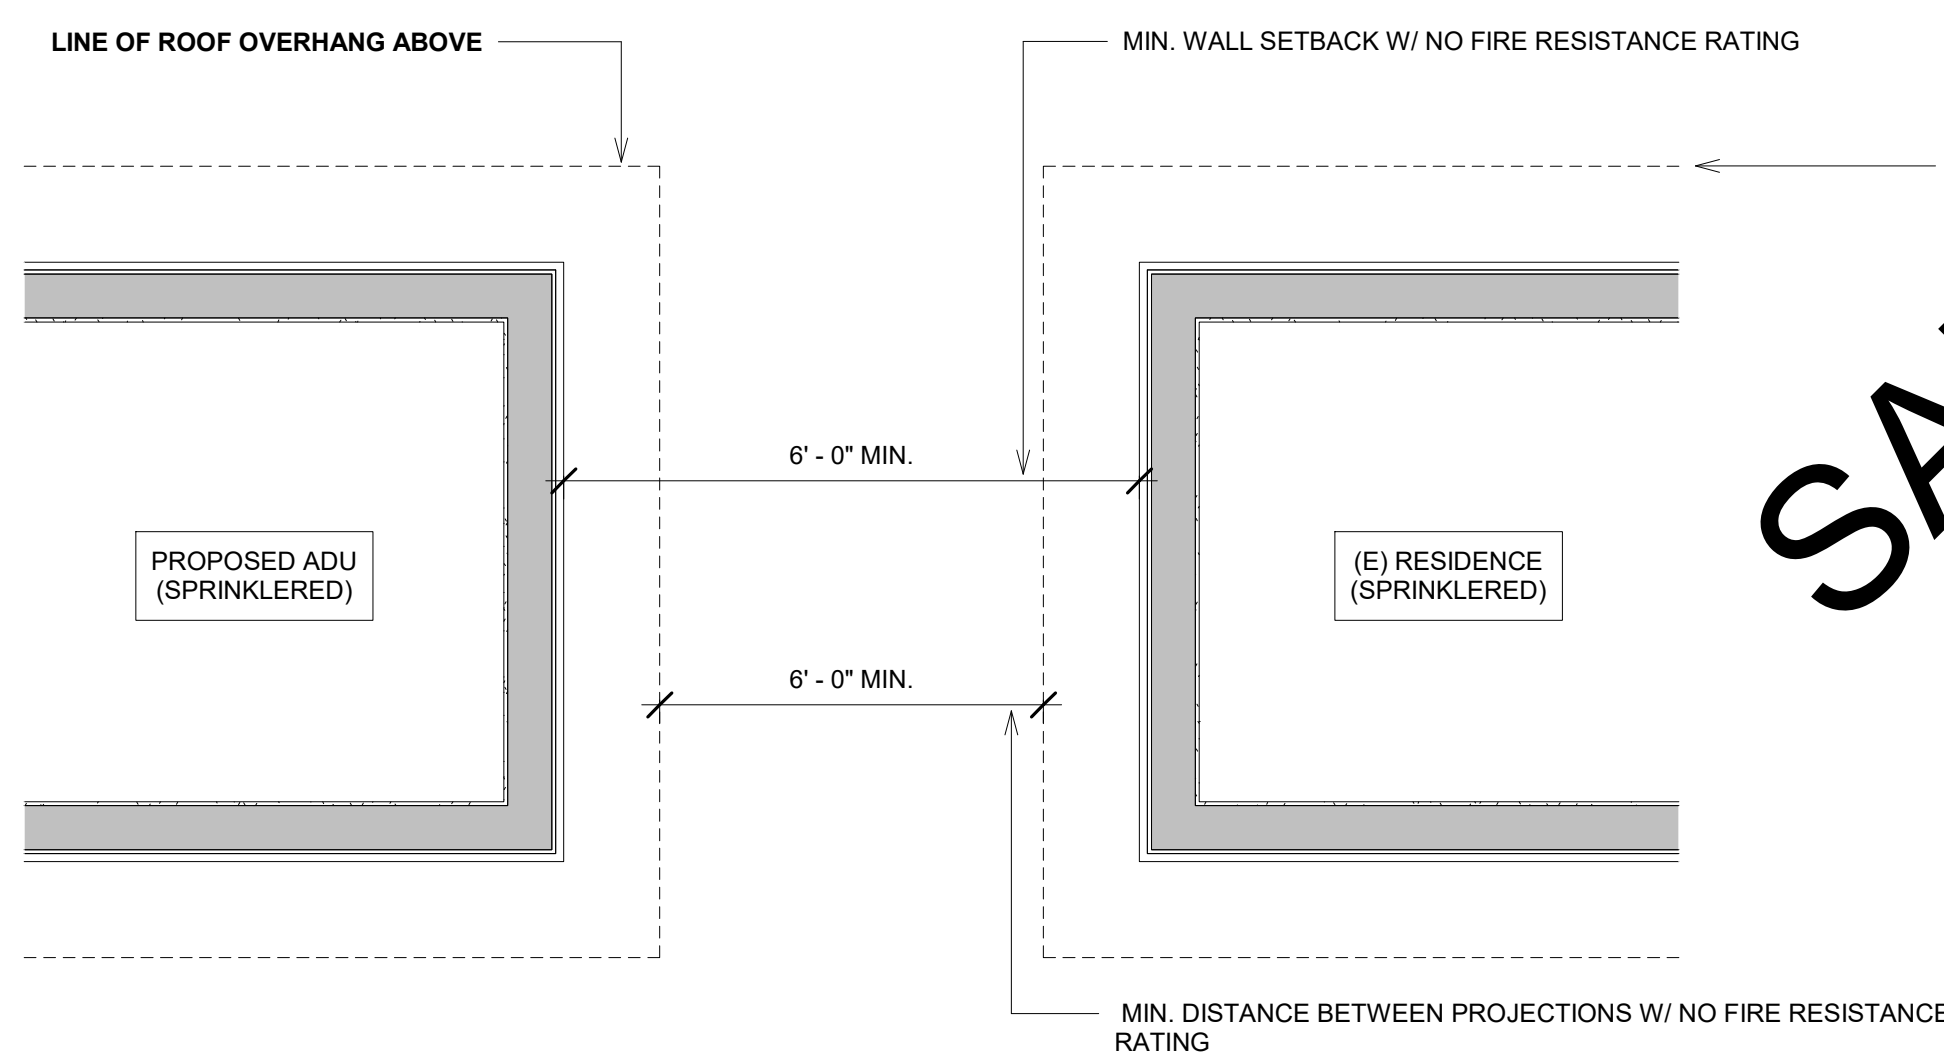 LINE OF ROOF OVERHANG ABOVE
MIN. WALL SETBACK W/ NO FIRE RESISTANCE RATING
6' - 0" MIN.
PROPOSED ADU
(SPRINKLERED)
(E) RESIDENCE
(SPRINKLERED)
SA
6' - 0" MIN.
MIN. DISTANCE BETWEEN PROJECTIONS W/ NO FIRE RESISTANCE
RATING